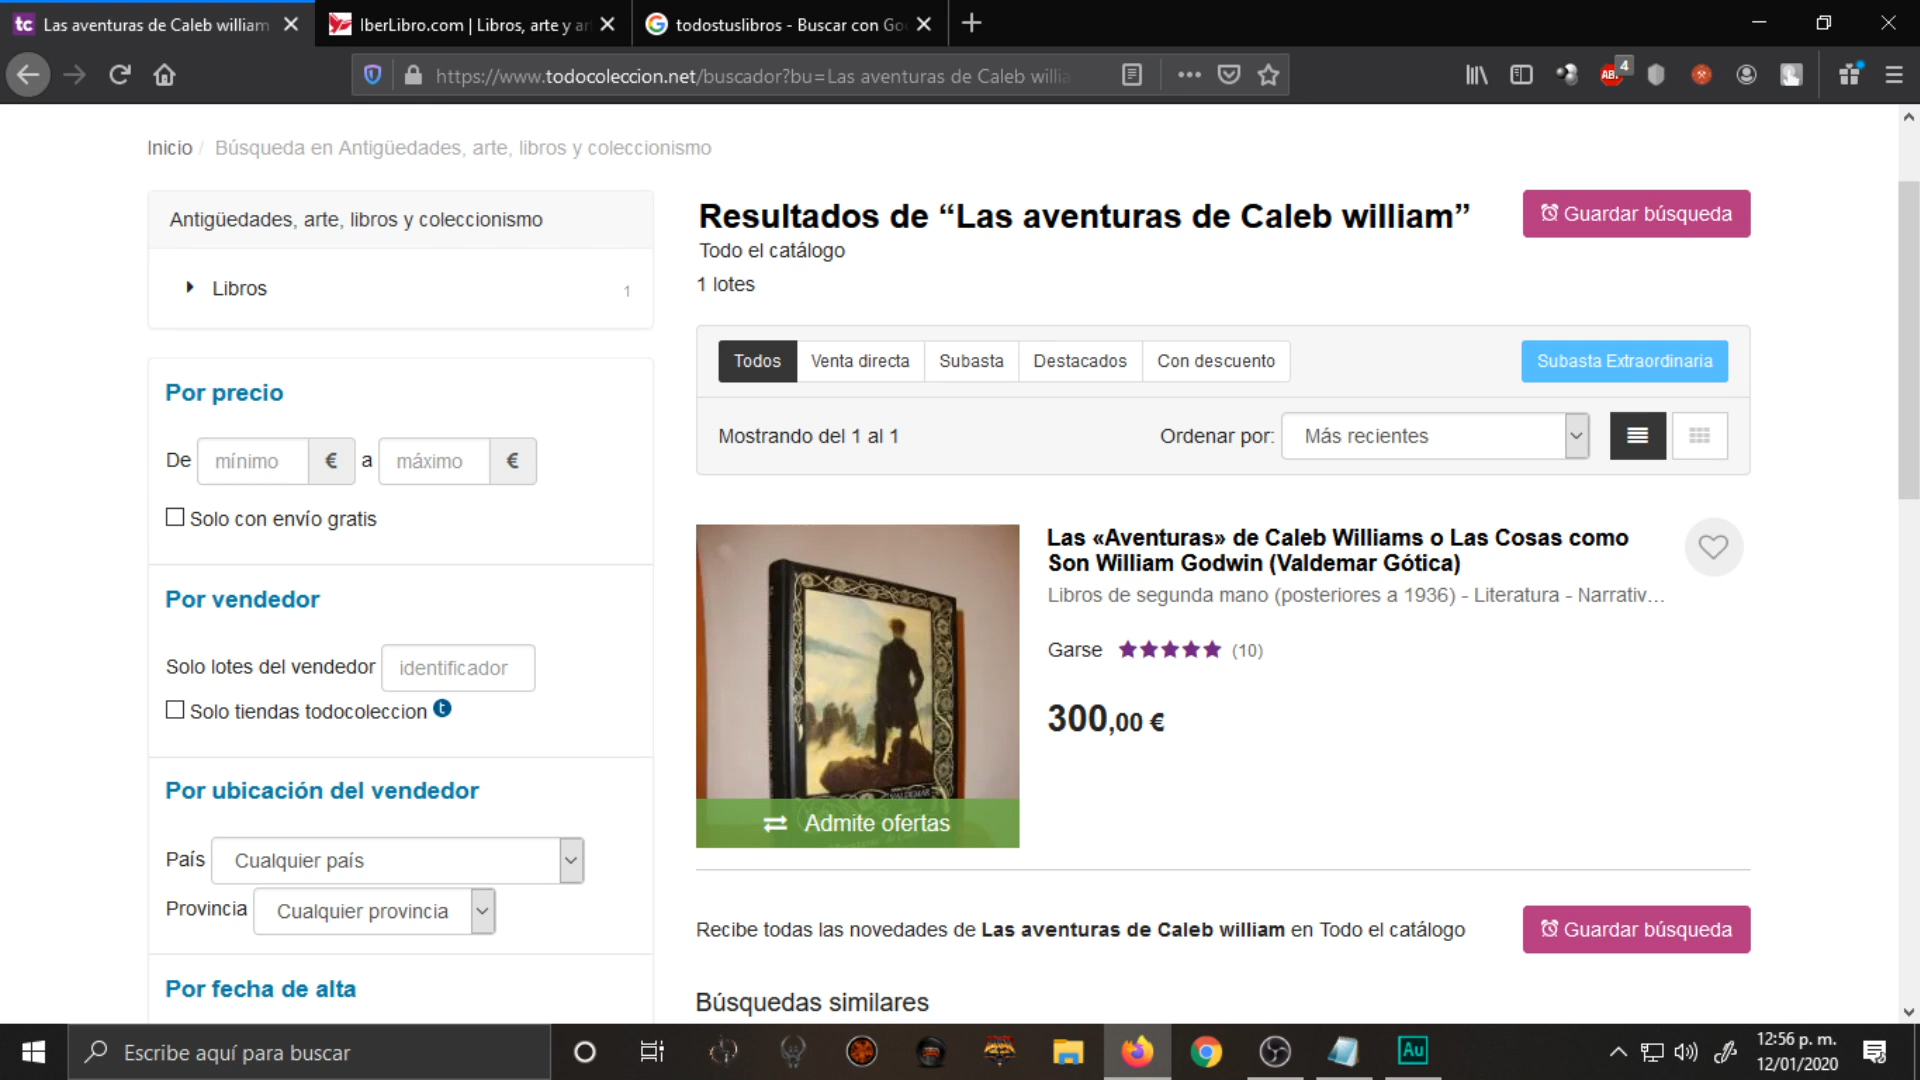 tc Las aventuras de Caleb william
IberLibro.com | Libros, arte y ar
todostuslibros - Buscar con Go
https://www.todocoleccion.net/buscador?bu=Las aventuras de Caleb willia
4
Inicio / Búsqueda en Antigüedades, arte, libros y coleccionismo
Antigüedades, arte, libros y coleccionismo
Libros 1
Por precio
De mínimo € a máximo €
Solo con envío gratis
Por vendedor
Solo lotes del vendedor identificador
Solo tiendas todocoleccion t
Por ubicación del vendedor
País Cualquier país
Provincia Cualquier provincia
Por fecha de alta
Resultados de “Las aventuras de Caleb william”
Guardar búsqueda
Todo el catálogo
1 lotes
Todos Venta directa Subasta Destacados Con descuento Subasta Extraordinaria
Mostrando del 1 al 1 Ordenar por: Más recientes
Las «Aventuras» de Caleb Williams o Las Cosas como
Son William Godwin (Valdemar Gótica)
Libros de segunda mano (posteriores a 1936) - Literatura - Narrativ...
Garse (10)
300,00 €
VALDEMAR
Admite ofertas
Recibe todas las novedades de Las aventuras de Caleb william en Todo el catálogo
Guardar búsqueda
Búsquedas similares
Escribe aquí para buscar
Au
12:56 p. m.
12/01/2020